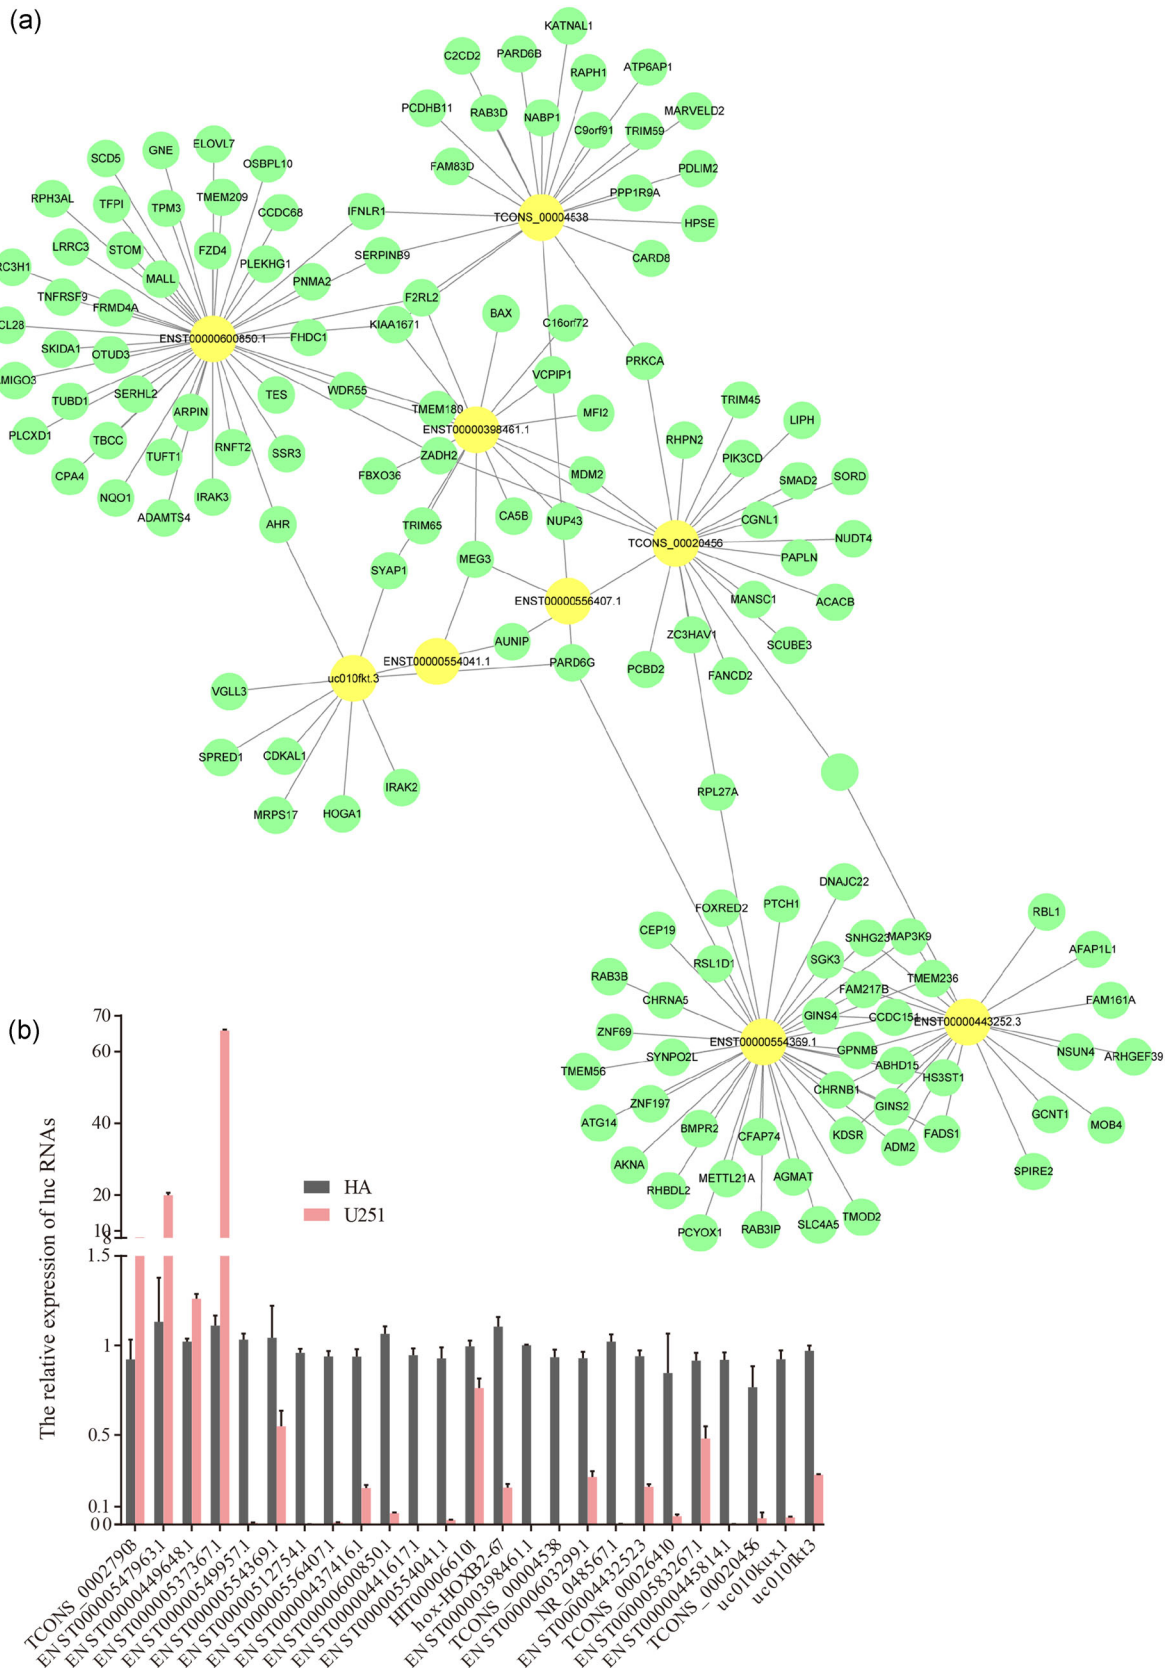 (a)
KATNAL1
C2CD2
PARD6B
RAPH1
ATP6AP1
PCDHB11
RAB3D
NABP1
C9orf91
TRIM59
MARVELD2
FAM83D
PPP1R9A
PDLIM2
TCONS_00004538
HPSE
CARD8
SCD5
GNE
ELOVL7
OSBPL10
RPH3AL
TFPI
TPM3
TMEM209
CCDC68
IFNLR1
LRRC3
STOM
FZD4
PLEKHG1
SERPINB9
RC3H1
MALL
PNMA2
TNFRSF9
FRMD4A
F2RL2
CL28
ENST00000600850.1
FHDC1
KIAA1671
BAX
C16orf72
SKIDA1
OTUD3
PRKCA
VCPIP1
AMIGO3
TUBD1
SERHL2
TES
WDR55
ARPIN
TMEM180
MFI2
TRIM45
PLCXD1
TBCC
TUFT1
RNFT2
SSR3
ENST00000398461.1
RHPN2
LIPH
CPA4
NQO1
IRAK3
FBXO36
ZADH2
MDM2
PIK3CD
SMAD2
SORD
ADAMTS4
AHR
TRIM65
CA5B
NUP43
CGNL1
TCONS_00020456
NUDT4
SYAP1
MEG3
PAPLN
ENST00000556407.1
MANSC1
ACACB
AUNIP
ZC3HAV1
SCUBE3
ENST00000554041.1
PARD6G
PCBD2
FANCD2
uc010fkt.3
VGLL3
SPRED1
CDKAL1
IRAK2
MRPS17
HOGA1
RPL27A
DNAJC22
FOXRED2
PTCH1
RBL1
CEP19
SNHG23
MAP3K9
AFAP1L1
RSL1D1
SGK3
RAB3B
TMEM236
CHRNA5
FAM217B
FAM161A
ZNF69
GINS4
CCDC151
ENST00000443252.3
SYNPO2L
ENST00000554369.1
GPNMB
NSUN4
ARHGEF39
TMEM56
ABHD15
HS3ST1
CHRNB1
ZNF197
GINS2
GCNT1
ATG14
BMPR2
CFAP74
KDSR
FADS1
MOB4
ADM2
AKNA
METTL21A
AGMAT
SPIRE2
RHBDL2
PCYOX1
RAB3IP
SLC4A5
TMOD2
(b)
The relative expression of lnc RNAs
70
60
40
20
10
8
1.5
1
0.5
0.1
0.0
HA
U251
TCONS_00027908
ENST00000547963.1
ENST00000449648.1
ENST00000537367.1
ENST00000549957.1
ENST00000554369.1
ENST00000512754.1
ENST00000556407.1
ENST00000437416.1
ENST00000600850.1
ENST00000441617.1
ENST00000554041.1
HIT000066101
hox-HOXB2-67
ENST00000398461.1
TCONS_00004538
ENST00000603299.1
NR_048567.1
ENST00000443252.3
TCONS_00026410
ENST00000583267.1
ENST00000445814.1
TCONS_00020456
uc010kux.1
uc010fkt3